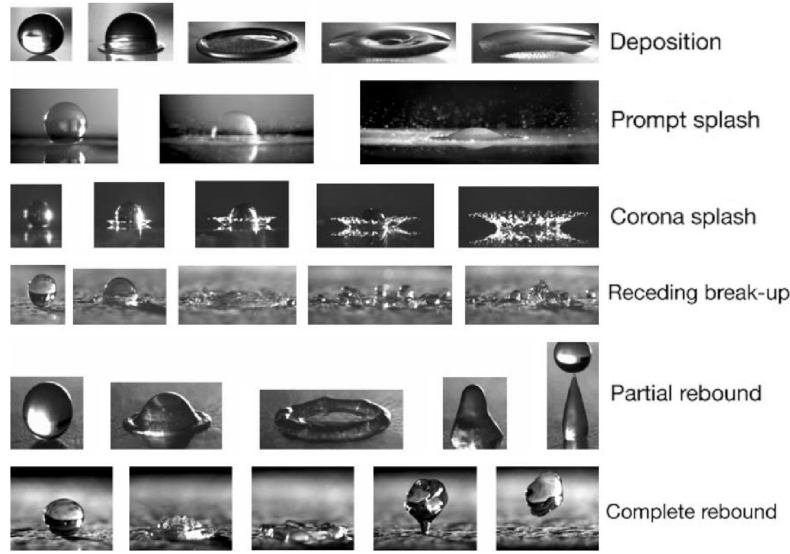 Deposition
Prompt splash
Corona splash
Receding break-up
Partial rebound
Complete rebound